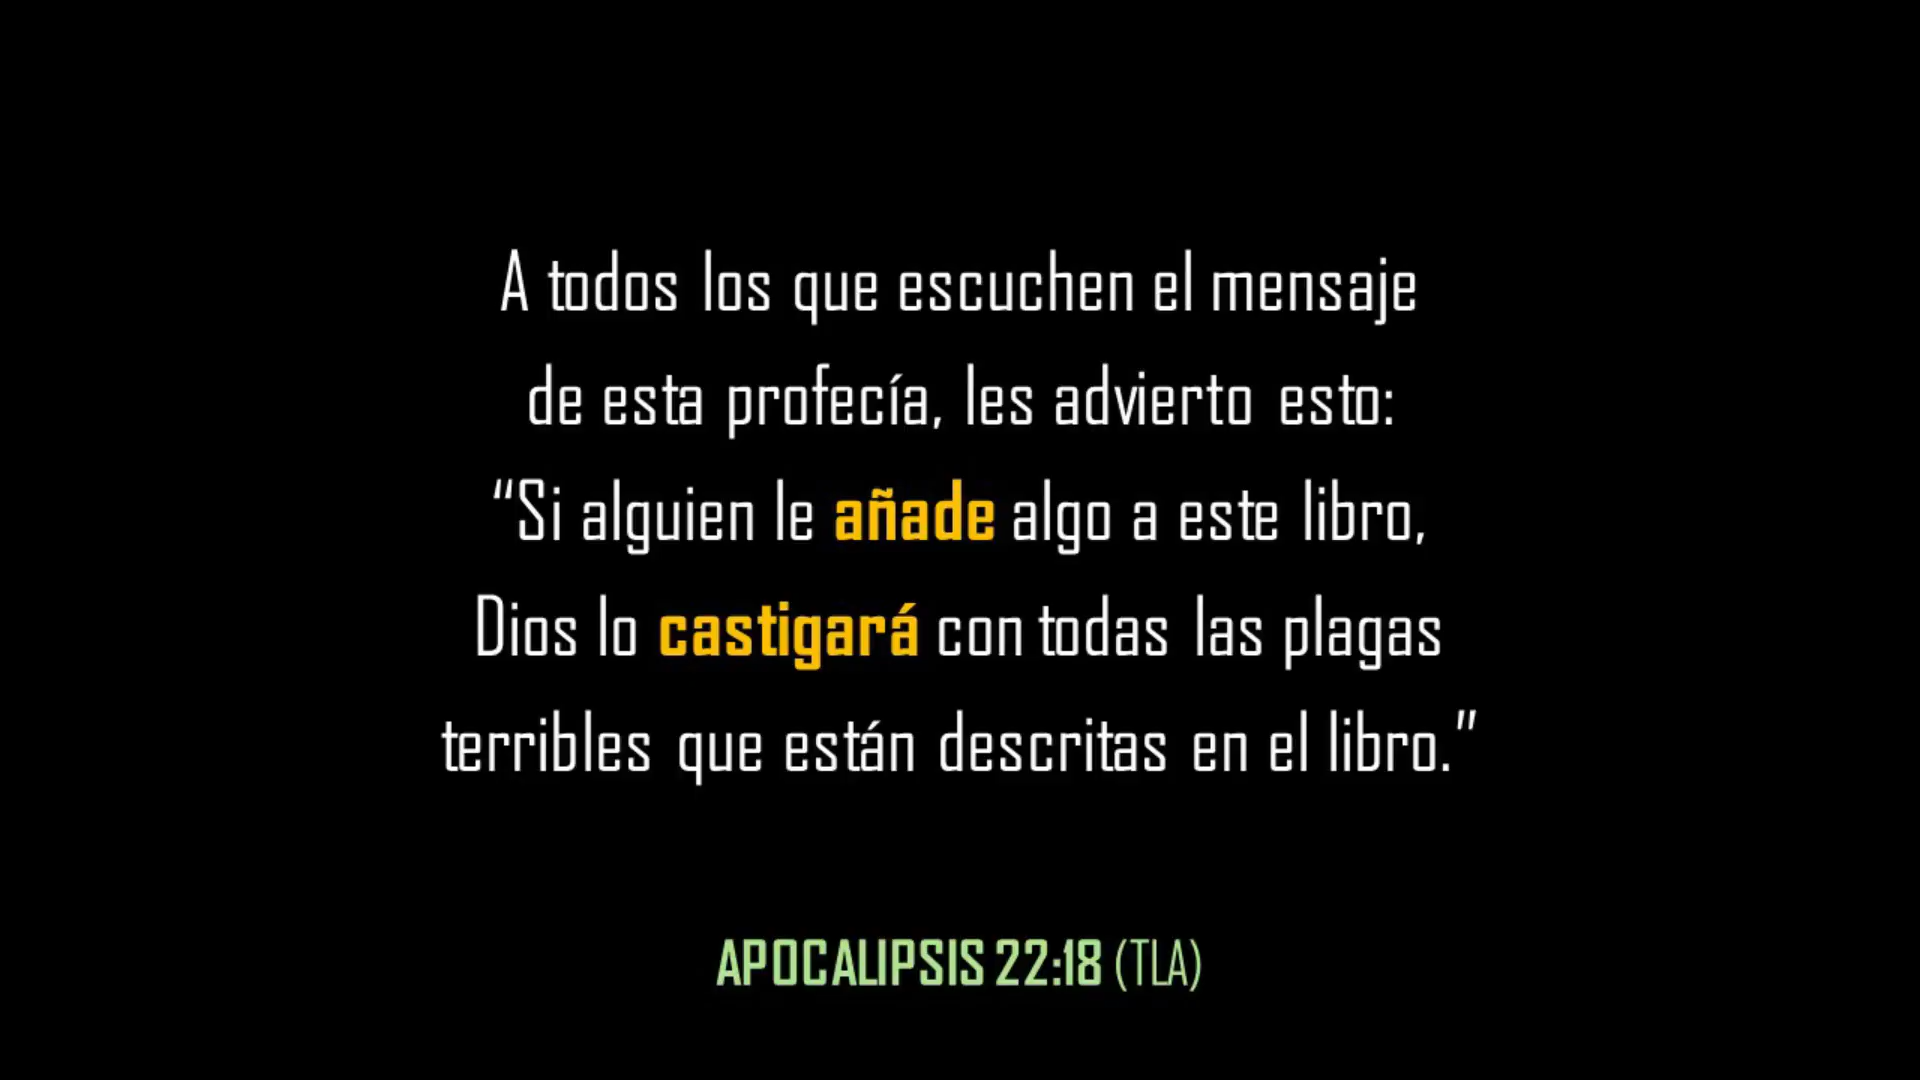 A todos los que escuchen el mensaje
de esta profecía, les advierto esto:
“Si alguien le añade algo a este libro,
Dios lo castigará con todas las plagas
terribles que están descritas en el libro.”
APOCALIPSIS 22:18 (TLA)